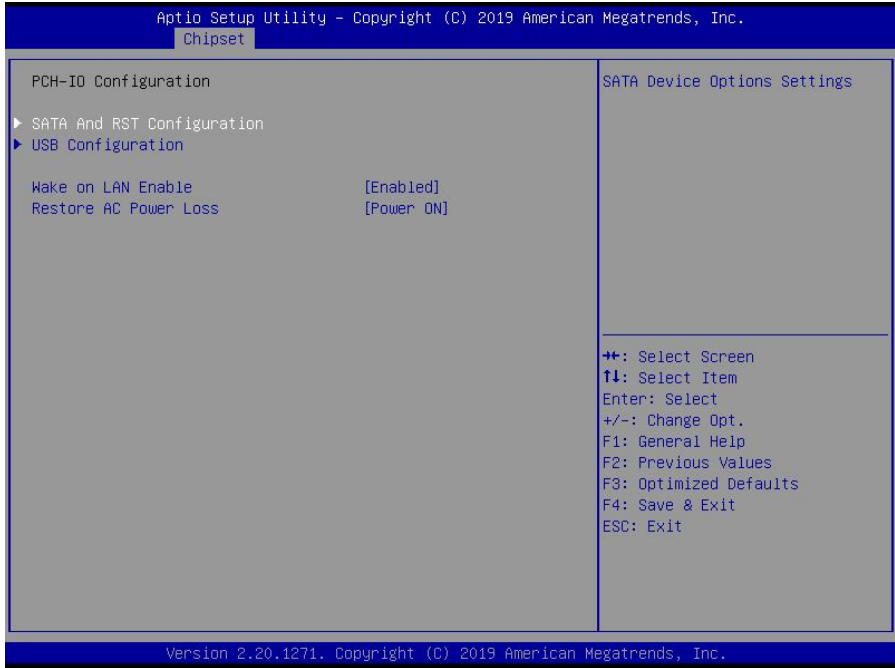 Aptio Setup Utility – Copyright (C) 2019 American Megatrends, Inc.
Chipset
PCH-IO Configuration
SATA And RST Configuration
USB Configuration
Wake on LAN Enable [Enabled]
Restore AC Power Loss [Power ON]
SATA Device Options Settings
→←: Select Screen
↑↓: Select Item
Enter: Select
+/-: Change Opt.
F1: General Help
F2: Previous Values
F3: Optimized Defaults
F4: Save & Exit
ESC: Exit
Version 2.20.1271. Copyright (C) 2019 American Megatrends, Inc.